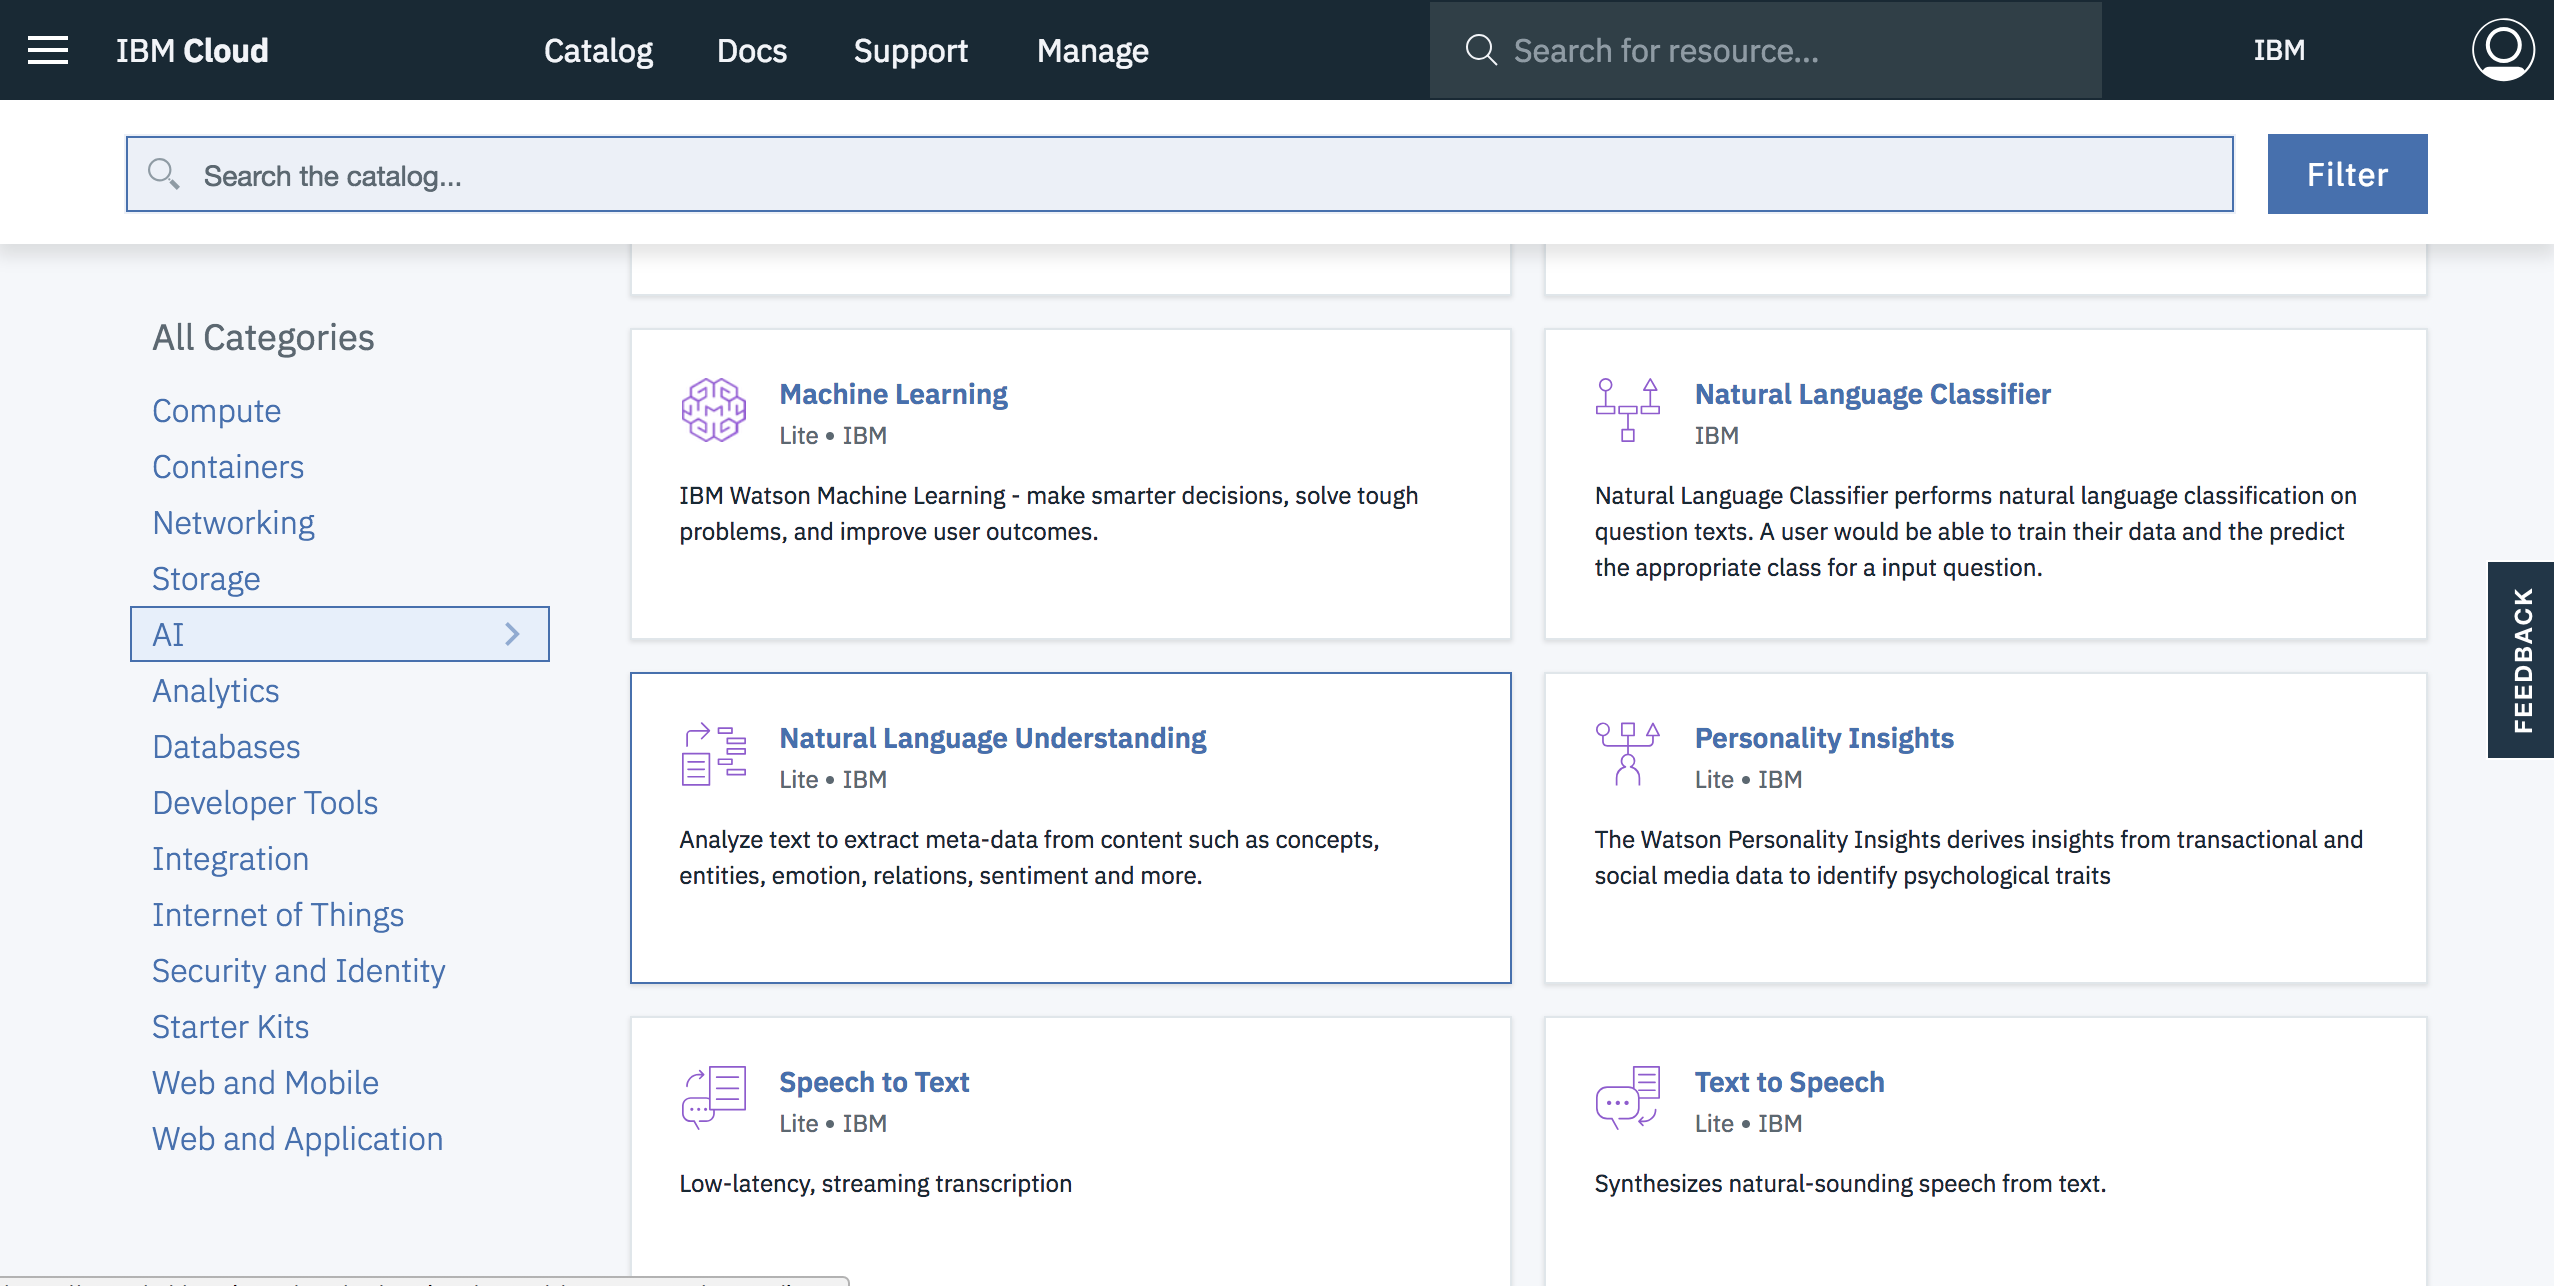 IBM Cloud
Catalog
Docs
Support
Manage
Search for resource...
IBM
Search the catalog...
Filter
All Categories
Compute
Containers
Networking
Storage
AI
Analytics
Databases
Developer Tools
Integration
Internet of Things
Security and Identity
Starter Kits
Web and Mobile
Web and Application
Machine Learning
Lite • IBM
IBM Watson Machine Learning - make smarter decisions, solve tough
problems, and improve user outcomes.
Natural Language Classifier
IBM
Natural Language Classifier performs natural language classification on
question texts. A user would be able to train their data and the predict
the appropriate class for a input question.
Natural Language Understanding
Lite • IBM
Analyze text to extract meta-data from content such as concepts,
entities, emotion, relations, sentiment and more.
Personality Insights
Lite • IBM
The Watson Personality Insights derives insights from transactional and
social media data to identify psychological traits
Speech to Text
Lite • IBM
Low-latency, streaming transcription
Text to Speech
Lite • IBM
Synthesizes natural-sounding speech from text.
FEEDBACK